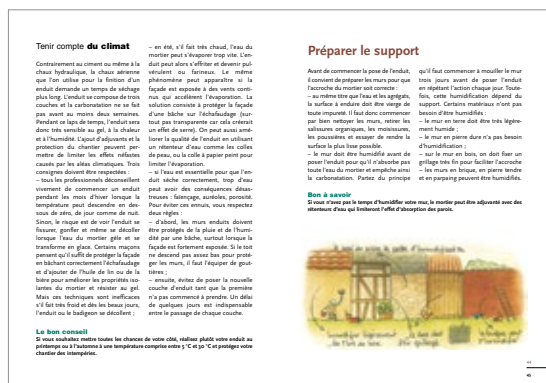 Tenir compte du climat
Contrairement au ciment ou même à la
chaux hydraulique, la chaux aérienne
que l'on utilise pour la finition d'un
enduit demande un temps de séchage
plus long. L'enduit se compose de trois
couches et la carbonatation ne se fait
pas avant au moins deux semaines.
Pendant ce laps de temps, l'enduit sera
donc très sensible au gel, à la chaleur
et à l'humidité. L'ajout d'adjuvants et la
protection du chantier peuvent per-
mettre de limiter les effets néfastes
causés par les aléas climatiques. Trois
consignes doivent être respectées :
– tous les professionnels déconseillent
vivement de commencer un enduit
pendant les mois d'hiver lorsque la
température peut descendre en des-
sous de zéro, de jour comme de nuit.
Sinon, le risque est de voir l'enduit se
fissurer, gonfler et même se décoller
lorsque l'eau du mortier gèle et se
transforme en glace. Certains maçons
pensent qu'il suffit de protéger la façade
en bâchant correctement l'échafaudage
et d'ajouter de l'huile de lin ou de la
bière pour améliorer les propriétés iso-
lantes du mortier et résister au gel.
Mais ces techniques sont inefficaces
s'il fait très froid et dès les beaux jours,
l'enduit ou le badigeon se décollent ;
– en été, s'il fait très chaud, l'eau du
mortier peut s'évaporer trop vite. L'en-
duit peut alors s'effriter et devenir pul-
vérulent ou farineux. Le même
phénomène peut apparaître si la
façade est exposée à des vents conti-
nus qui accélèrent l'évaporation. La
solution consiste à protéger la façade
d'une bâche sur l'échafaudage (sur-
tout pas transparente car cela créerait
un effet de serre). On peut aussi amé-
liorer la qualité de l'enduit en utilisant
un rétenteur d'eau comme les colles
de peau, ou la colle à papier peint pour
limiter l'évaporation.
– si l'eau est essentielle pour que l'en-
duit sèche correctement, trop d'eau
peut avoir des conséquences désas-
treuses : faïençage, auréoles, porosité.
Pour éviter ces ennuis, vous respectez
deux règles :
– d'abord, les murs enduits doivent
être protégés de la pluie et de l'humi-
dité par une bâche, surtout lorsque la
façade est fortement exposée. Si le toit
ne descend pas assez bas pour proté-
ger les murs, il faut l'équiper de gout-
tières ;
– ensuite, évitez de poser la nouvelle
couche d'enduit tant que la première
n'a pas commencé à prendre. Un délai
de quelques jours est indispensable
entre le passage de chaque couche.
Le bon conseil
Si vous souhaitez mettre toutes les chances de votre côté, réalisez plutôt votre enduit au
printemps ou à l'automne à une température comprise entre 5 °C et 30 °C et protégez votre
chantier des intempéries.
Préparer le support
Avant de commencer la pose de l'enduit,
il convient de préparer les murs pour que
l'accroche du mortier soit correcte :
– au même titre que l'eau et les agrégats,
la surface à enduire doit être vierge de
toute impureté. Il faut donc commencer
par bien nettoyer les murs, retirer les
salissures organiques, les moisissures,
les poussières et essayer de rendre la
surface la plus lisse possible.
– le mur doit être humidifié avant de
poser l'enduit pour qu'il n'absorbe pas
toute l'eau du mortier et empêche ainsi
la carbonatation. Partez du principe
qu'il faut commencer à mouiller le mur
trois jours avant de poser l'enduit
en répétant l'action chaque jour. Toute-
fois, cette humidification dépend du
support. Certains matériaux n'ont pas
besoin d'être humidifiés :
– le mur en terre doit être très légère-
ment humide ;
– le mur en pierre dure n'a pas besoin
d'humidification ;
– sur le mur en bois, on doit fixer un
grillage très fin pour faciliter l'accroche
– les murs en brique, en pierre tendre
et en parpaing peuvent être humidifiés.
Bon à savoir
Si vous n'avez pas le temps d'humidifier votre mur, le mortier peut être adjuvanté avec des
rétenteurs d'eau qui limiteront l'effet d'absorption des parois.